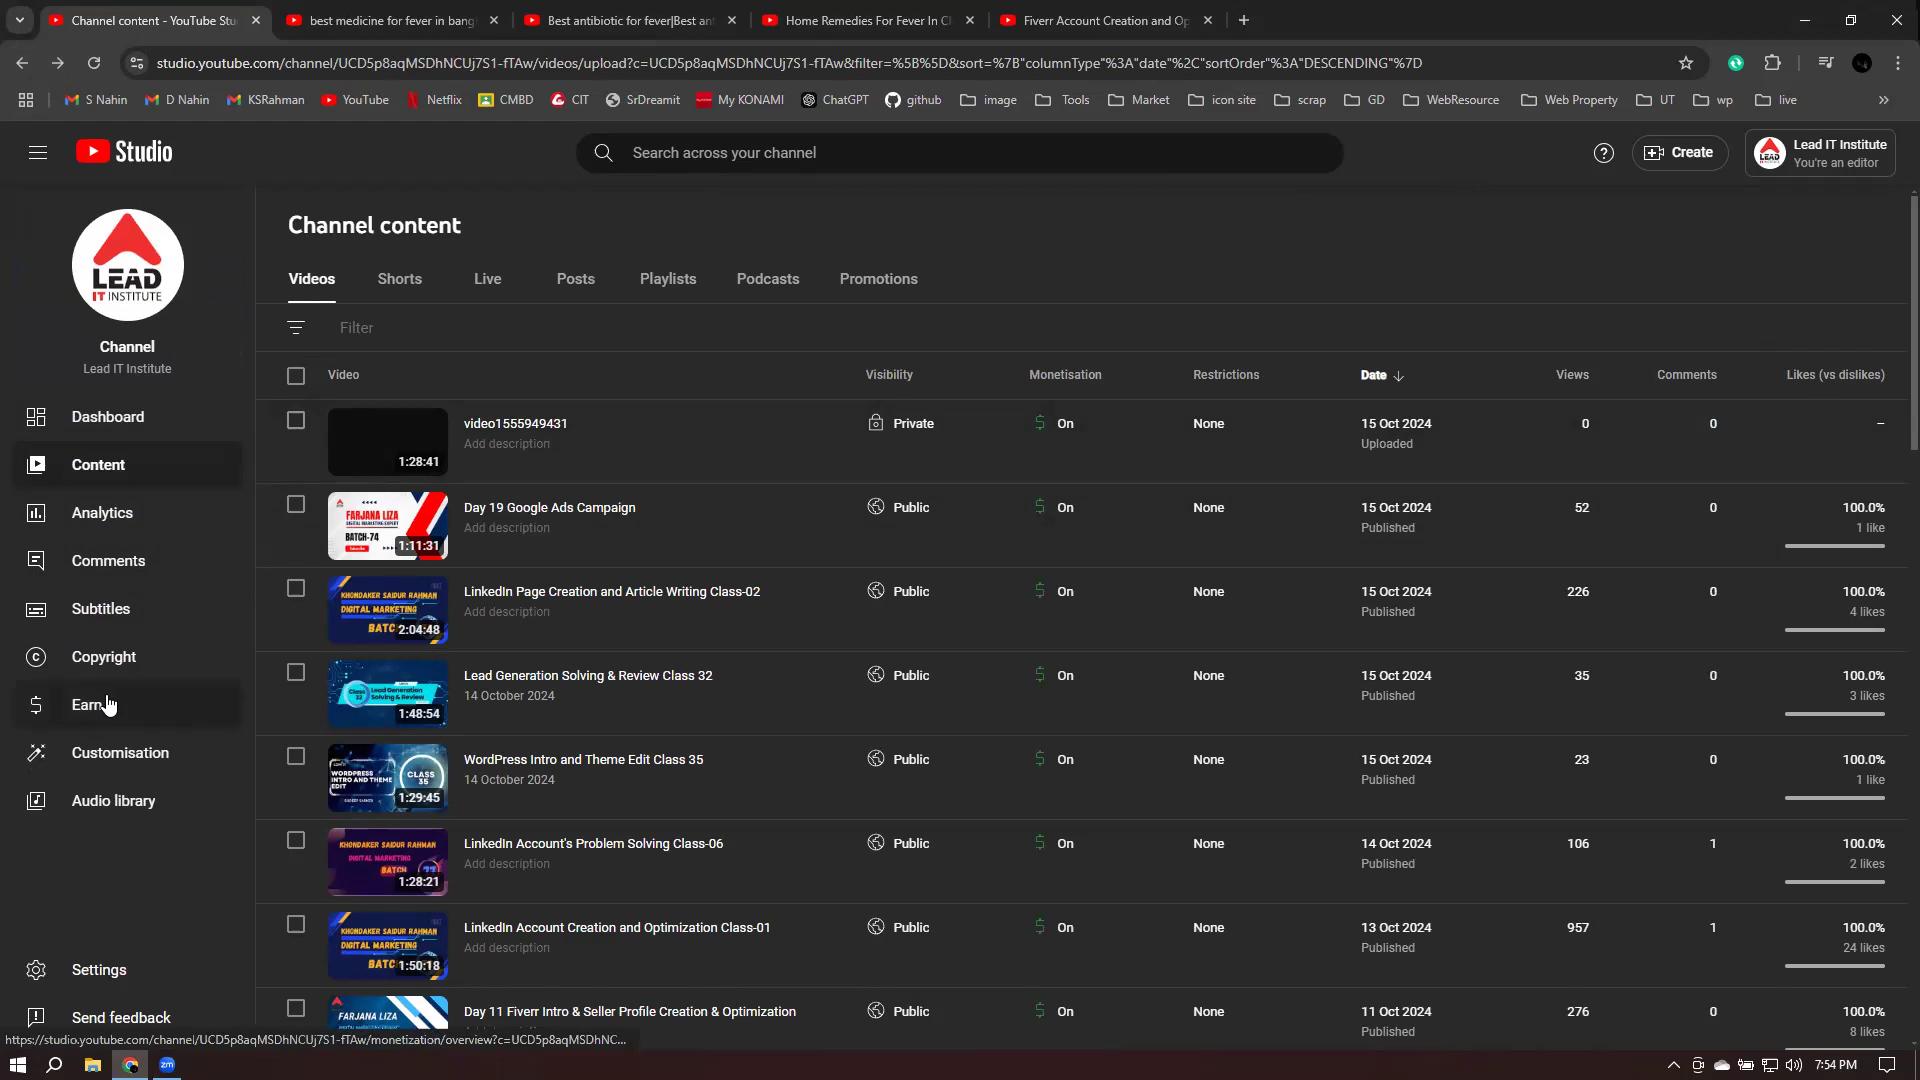 Channel content - YouTube Stu
best medicine for fever in bang
Best antibiotic for fever|Best ant
Home Remedies For Fever In C
Fiverr Account Creation and Op
studio.youtube.com/channel/UCD5p8aqMSDhNCUj7S1-fTAw/videos/upload?c=UCD5p8aqMSDhNCUj7S1-fTAw&filter=%5B%5D&sort=%7B"columnType"%3A"date"%2C"sortOrder"%3A"DESCENDING"%7D
S Nahin D Nahin KSRahman YouTube Netflix CMBD CIT SrDreamit My KONAMI ChatGPT github image Tools Market icon site scrap GD WebResource Web Property UT wp live
Studio
Search across your channel
Create
Lead IT Institute
You're an editor
LEAD
IT INSTITUTE
Channel
Lead IT Institute
Dashboard
Content
Analytics
Comments
Subtitles
Copyright
Earn
Customisation
Audio library
Settings
Send feedback
Channel content
Videos Shorts Live Posts Playlists Podcasts Promotions
Filter
Video Visibility Monetisation Restrictions Date Views Comments Likes (vs dislikes)
1:28:41
video1555949431 Private On None 15 Oct 2024 0 0 –
Add description Uploaded
FARJANA LIZA
DIGITAL MARKETING EXPERT
BATCH-74
1:11:31
Day 19 Google Ads Campaign Public On None 15 Oct 2024 52 0 100.0%
Add description Published 1 like
KHONDAKER SAIDUR RAHMAN
DIGITAL MARKETING
BATC
2:04:48
LinkedIn Page Creation and Article Writing Class-02 Public On None 15 Oct 2024 226 0 100.0%
Add description Published 4 likes
Class
32
Lead Generation
Solving & Review
1:48:54
Lead Generation Solving & Review Class 32 Public On None 15 Oct 2024 35 0 100.0%
14 October 2024 Published 3 likes
WORDPRESS
INTRO AND THEME
EDIT
CLASS
35
1:29:45
WordPress Intro and Theme Edit Class 35 Public On None 15 Oct 2024 23 0 100.0%
14 October 2024 Published 1 like
KHONDAKER SAIDUR RAHMAN
DIGITAL MARKETING
BATCH
1:28:21
LinkedIn Account's Problem Solving Class-06 Public On None 14 Oct 2024 106 1 100.0%
Add description Published 2 likes
KHONDAKER SAIDUR RAHMAN
DIGITAL MARKETING
BATC
1:50:18
LinkedIn Account Creation and Optimization Class-01 Public On None 13 Oct 2024 957 1 100.0%
Add description Published 24 likes
FARJANA LIZA
Day 11 Fiverr Intro & Seller Profile Creation & Optimization Public On None 11 Oct 2024 276 0 100.0%
Published 8 likes
https://studio.youtube.com/channel/UCD5p8aqMSDhNCUj7S1-fTAw/monetization/overview?c=UCD5p8aqMSDhNC...
zm
7:54 PM